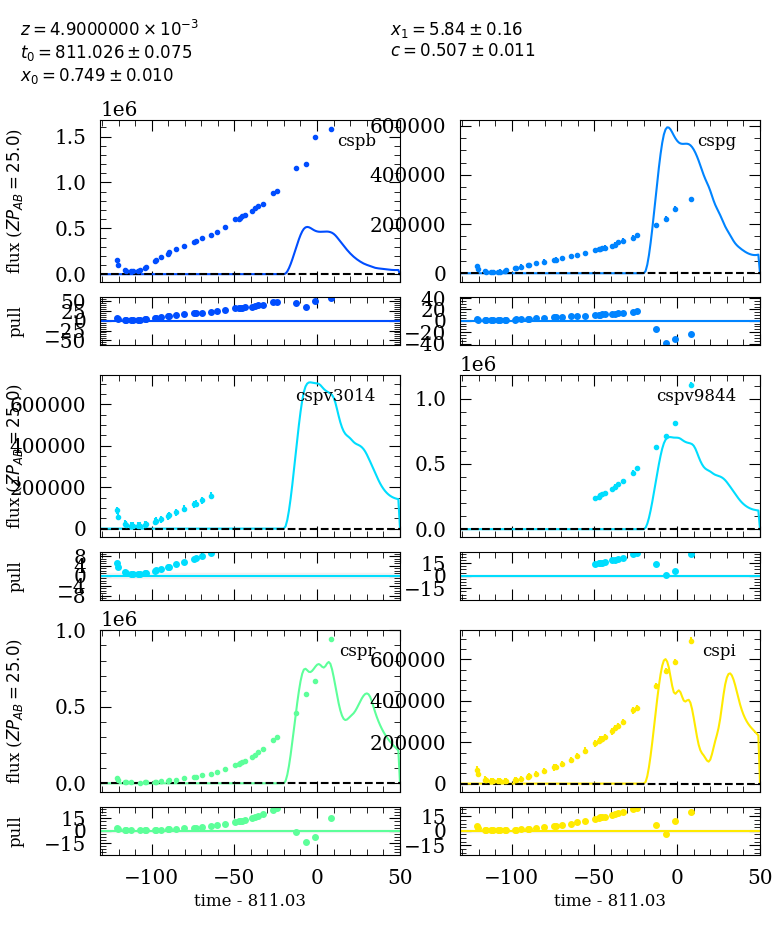 z = 4.9000000 × 10⁻³
t₀ = 811.026 ± 0.075
x₀ = 0.749 ± 0.010
x₁ = 5.84 ± 0.16
c = 0.507 ± 0.011
1e6
cspb
1.5
1.0
0.5
0.0
flux (ZP_AB = 25.0)
cspg
600000
400000
200000
0
50
25
0
−25
−50
pull
40
20
0
−20
−40
cspv3014
600000
400000
200000
0
flux (ZP_AB = 25.0)
1e6
cspv9844
1.0
0.5
0.0
8
4
0
−4
−8
pull
15
0
−15
1e6
cspr
1.0
0.5
0.0
flux (ZP_AB = 25.0)
cspi
600000
400000
200000
0
15
0
−15
pull
15
0
−15
−100
−50
0
50
time - 811.03
−100
−50
0
50
time - 811.03